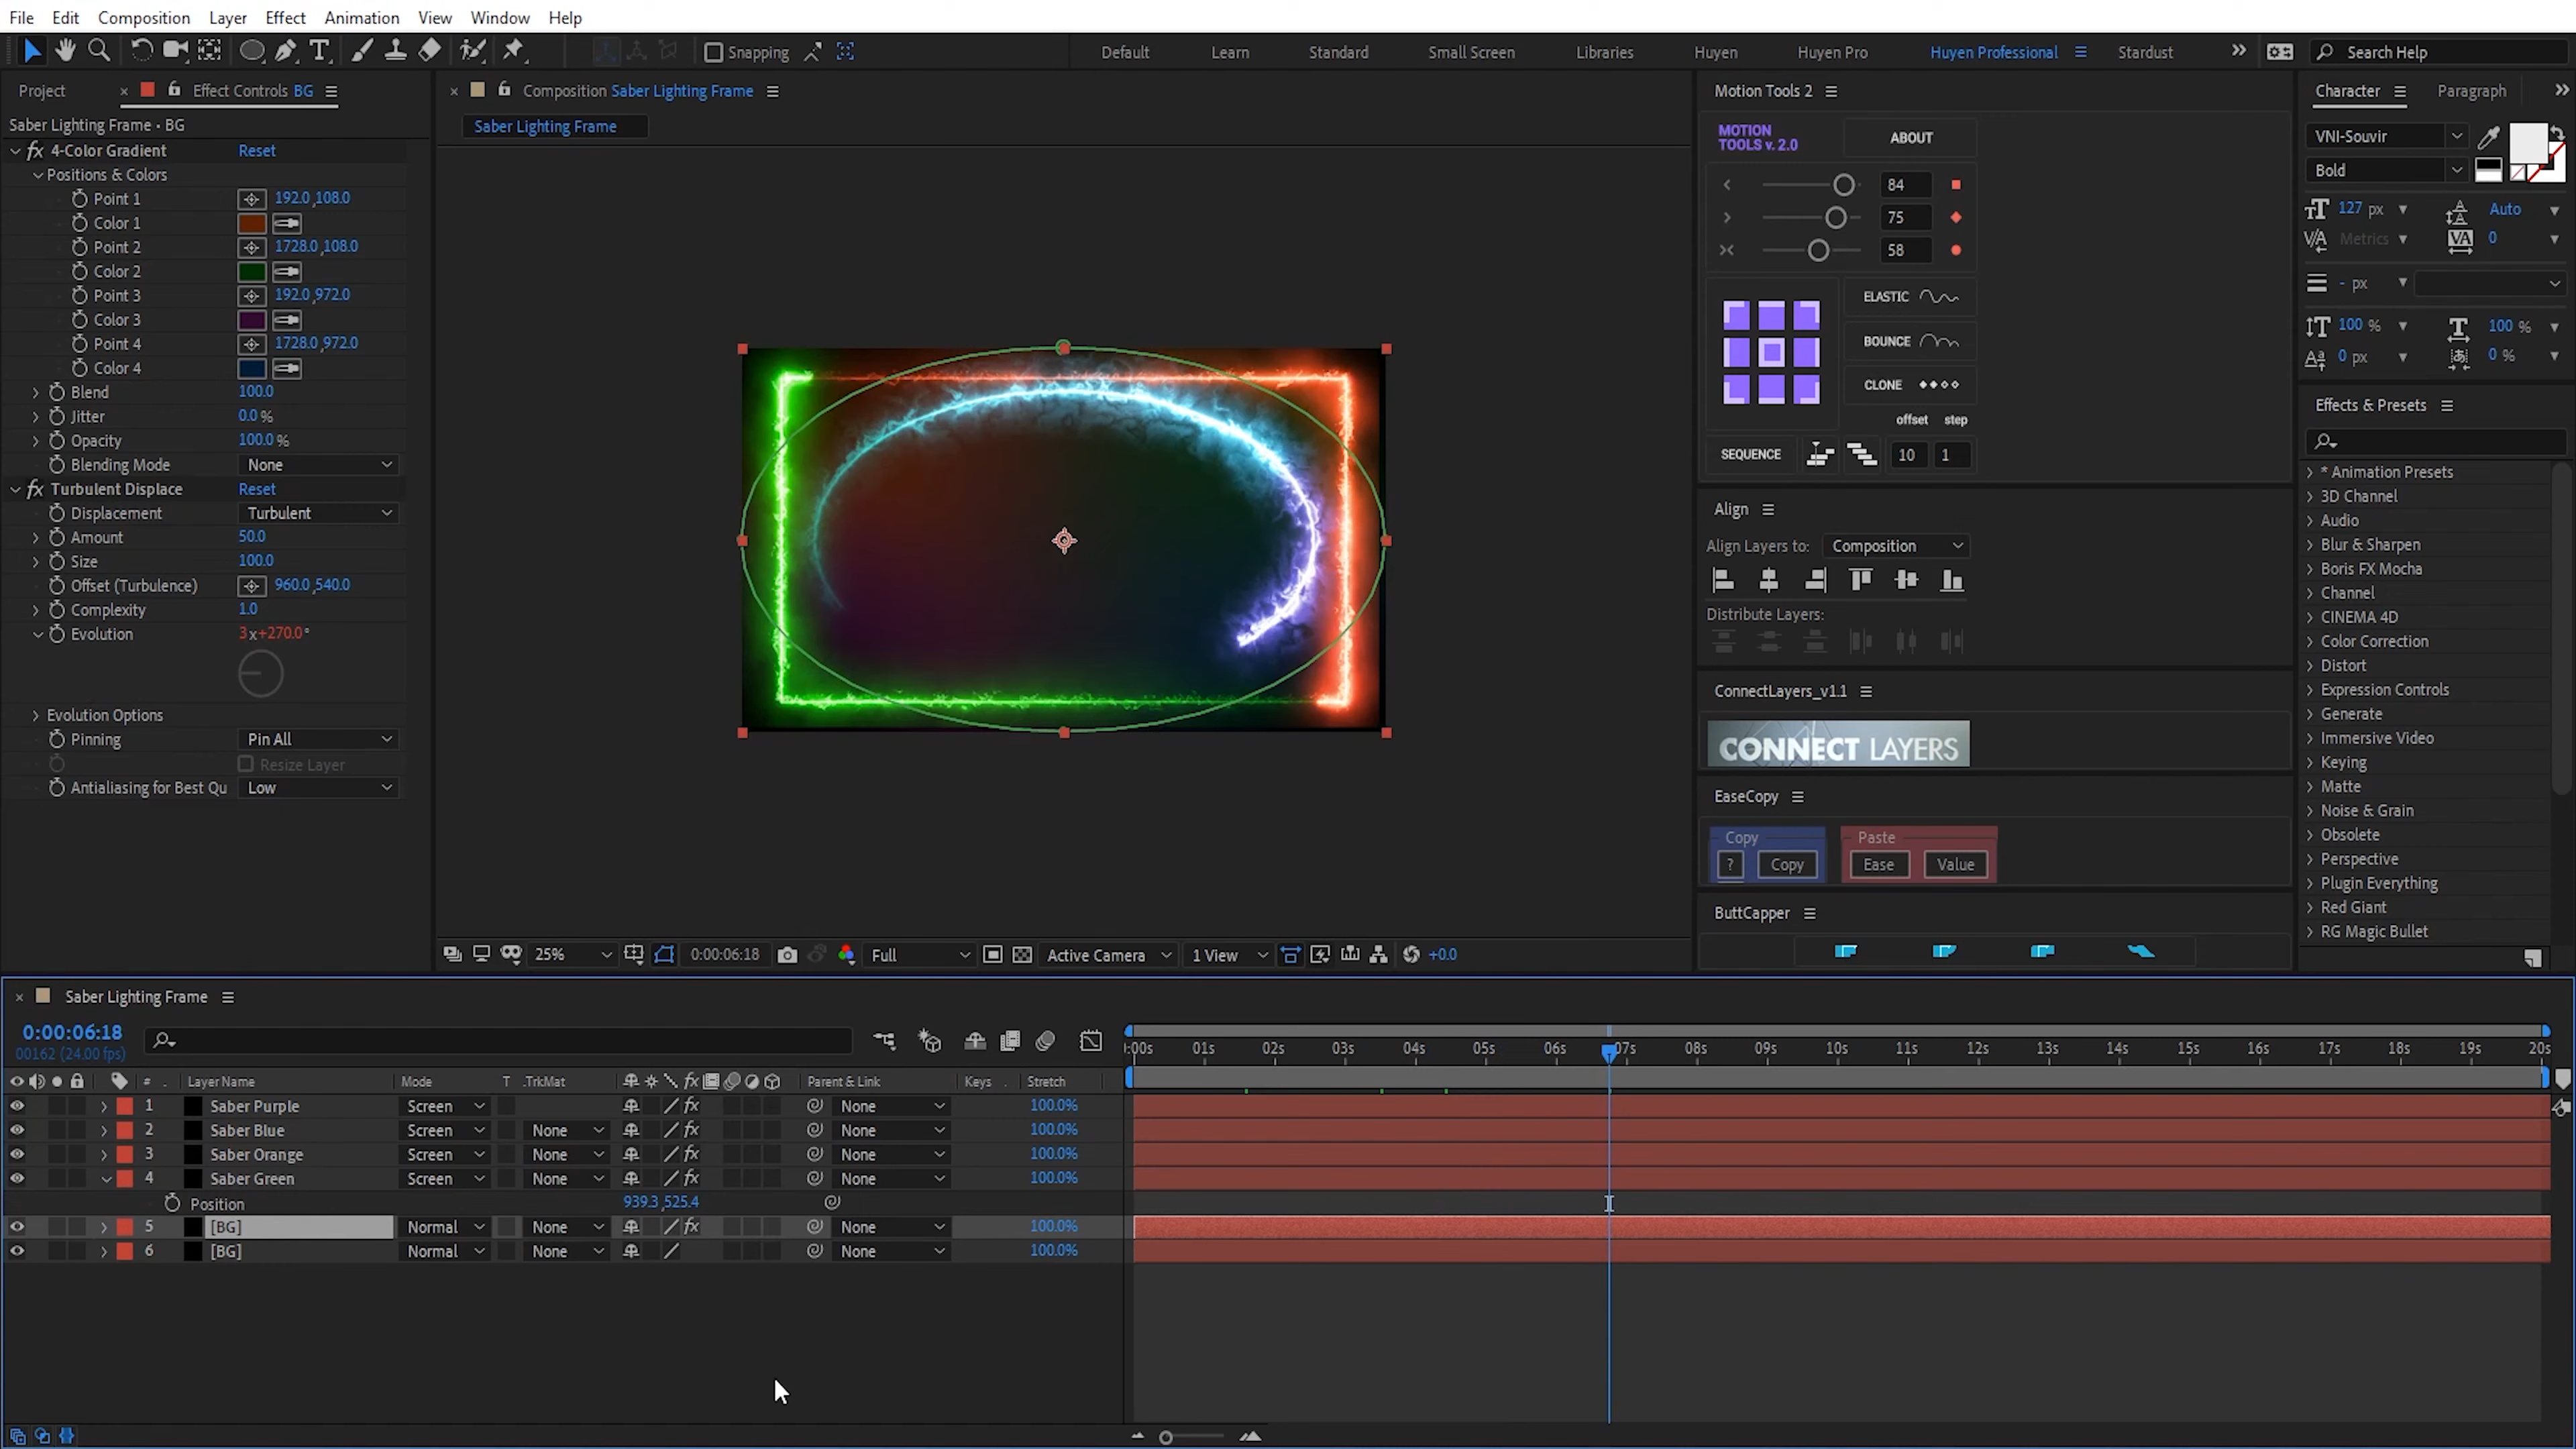 File Edit Composition Layer Effect Animation View Window Help
Snapping Default Learn Standard Small Screen Libraries Huyen Huyen Pro Huyen Professional Stardust Search Help
Project Effect Controls BG
Saber Lighting Frame • BG
4-Color Gradient Reset
Positions & Colors
Point 1 192.0,108.0
Color 1
Point 2 1728.0,108.0
Color 2
Point 3 192.0,972.0
Color 3
Point 4 1728.0,972.0
Color 4
Blend 100.0
Jitter 0.0 %
Opacity 100.0 %
Blending Mode None
Turbulent Displace Reset
Displacement Turbulent
Amount 50.0
Size 100.0
Offset (Turbulence) 960.0,540.0
Complexity 1.0
Evolution 3x+270.0°
Evolution Options
Pinning Pin All
Resize Layer
Antialiasing for Best Qu Low
Composition Saber Lighting Frame
Saber Lighting Frame
25% 0:00:06:18 Full Active Camera 1 View +0.0
Motion Tools 2
MOTION
TOOLS v. 2.0
ABOUT
84
75
58
ELASTIC
BOUNCE
CLONE
offset step
SEQUENCE 10 1
Align
Align Layers to: Composition
Distribute Layers:
ConnectLayers_v1.1
CONNECT LAYERS
EaseCopy
Copy Paste
? Copy Ease Value
ButtCapper
Character Paragraph
VNI-Souvir
Bold
127 px Auto
Metrics 0
- px
100 % 100 %
0 px 0 %
Effects & Presets
* Animation Presets
3D Channel
Audio
Blur & Sharpen
Boris FX Mocha
Channel
CINEMA 4D
Color Correction
Distort
Expression Controls
Generate
Immersive Video
Keying
Matte
Noise & Grain
Obsolete
Perspective
Plugin Everything
Red Giant
RG Magic Bullet
Saber Lighting Frame
0:00:06:18
00162 (24.00 fps)
:00s 01s 02s 03s 04s 05s 06s 07s 08s 09s 10s 11s 12s 13s 14s 15s 16s 17s 18s 19s 20s
# Layer Name Mode T .TrkMat Parent & Link Keys Stretch
1 Saber Purple Screen None 100.0%
2 Saber Blue Screen None None 100.0%
3 Saber Orange Screen None None 100.0%
4 Saber Green Screen None None 100.0%
Position 939.3,525.4
5 [BG] Normal None None 100.0%
6 [BG] Normal None None 100.0%